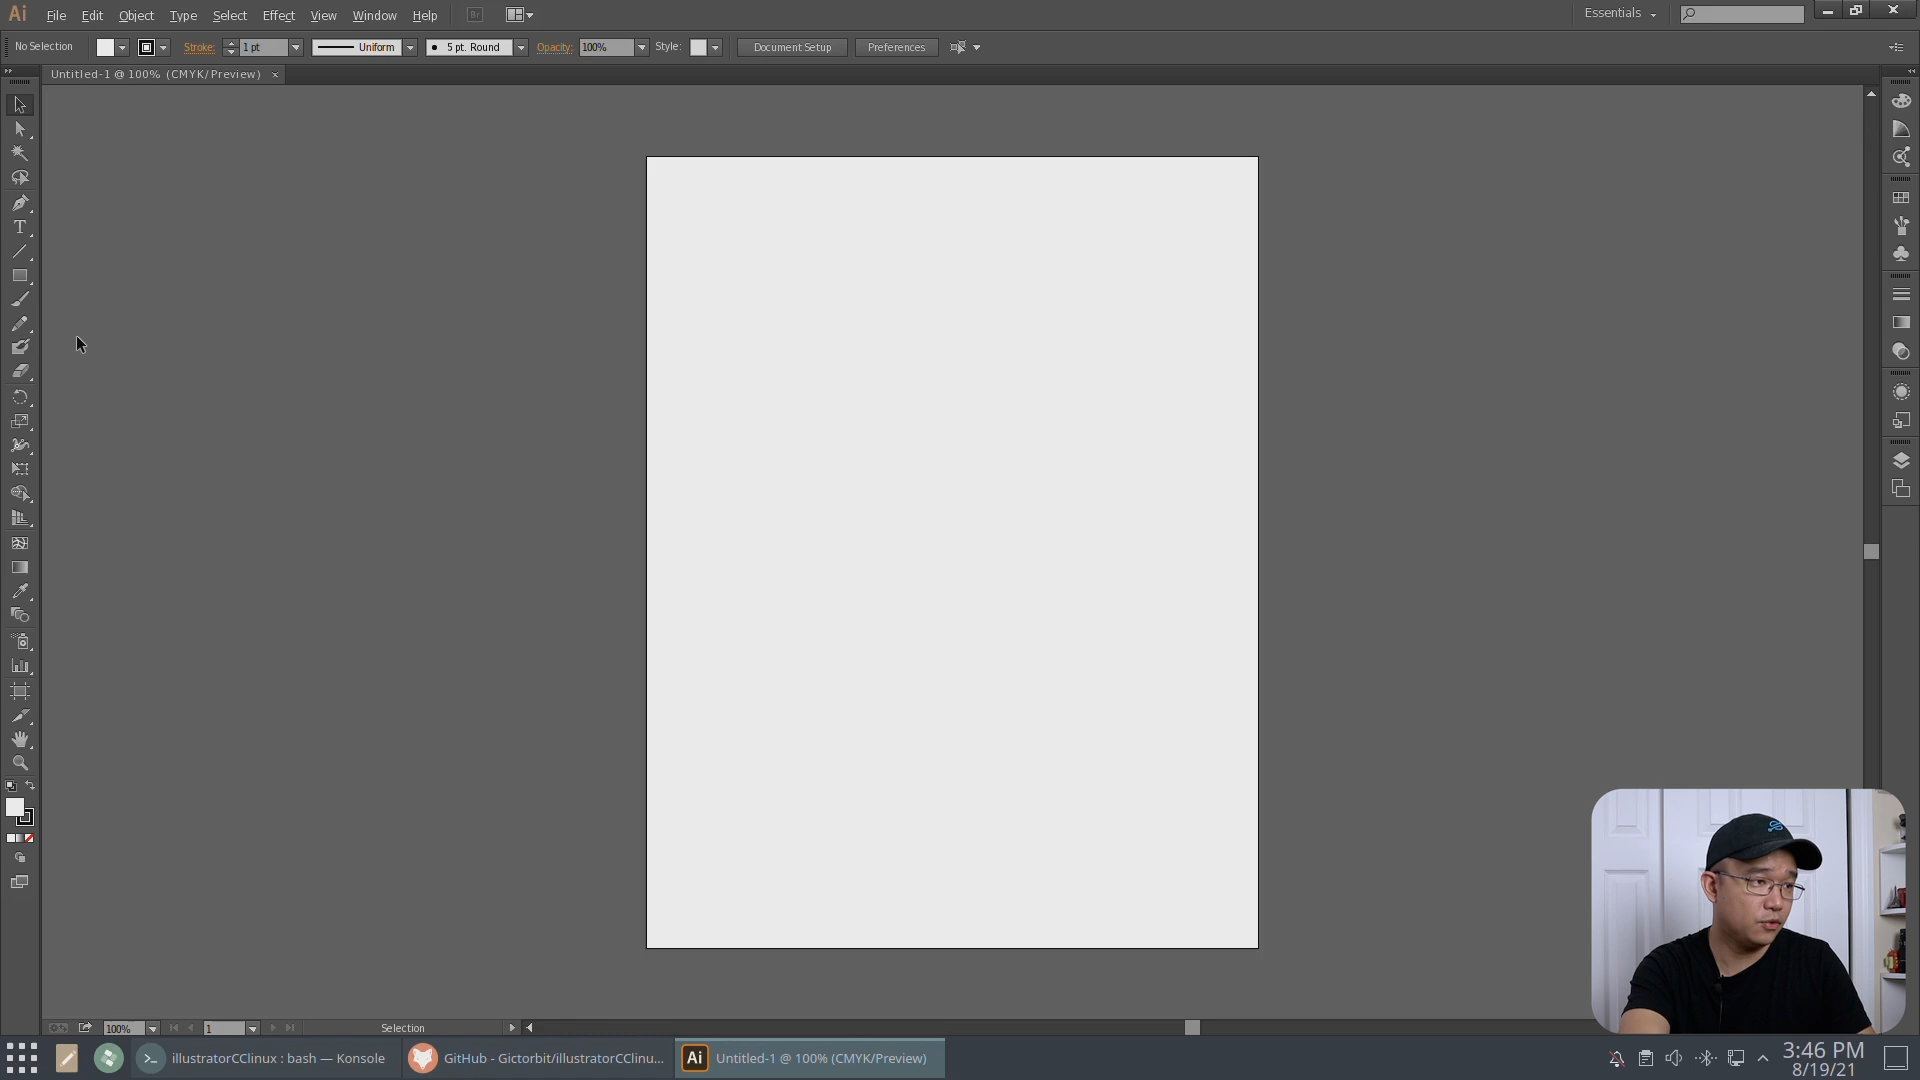 Ai File Edit Object Type Select Effect View Window Help Br Essentials
No Selection Stroke: 1 pt Uniform 5 pt. Round Opacity: 100% Style: Document Setup Preferences
Untitled-1 @ 100% (CMYK/Preview) ×
T
100% 1 Selection
illustratorCClinux : bash — Konsole GitHub - Gictorbit/illustratorCClinu... Ai Untitled-1 @ 100% (CMYK/Preview) 3:46 PM
8/19/21